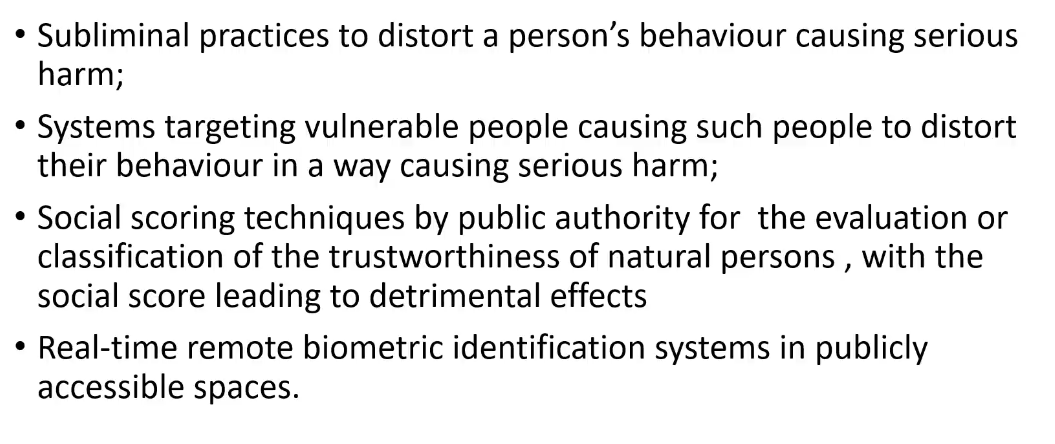 • Subliminal practices to distort a person’s behaviour causing serious
harm;
• Systems targeting vulnerable people causing such people to distort
their behaviour in a way causing serious harm;
• Social scoring techniques by public authority for  the evaluation or
classification of the trustworthiness of natural persons , with the
social score leading to detrimental effects
• Real-time remote biometric identification systems in publicly
accessible spaces.